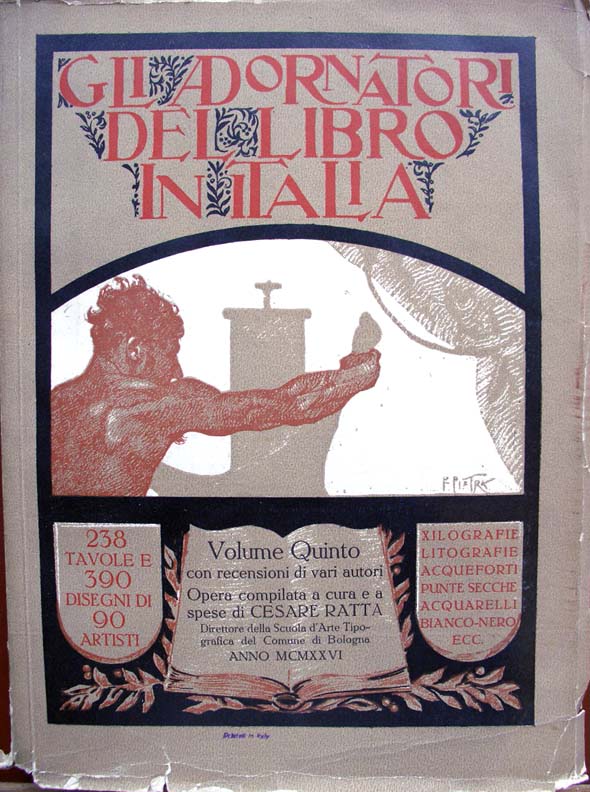 GLI ADORNATORI
DEL LIBRO
IN ITALIA
F. PIETRA
238
TAVOLE E
390
DISEGNI DI
90
ARTISTI
Volume Quinto
con recensioni di vari autori
Opera compilata a cura e a
spese di CESARE RATTA
Direttore della Scuola d'Arte Tipo-
grafica del Comune di Bologna
ANNO MCMXXVI
XILOGRAFIE
LITOGRAFIE
ACQUEFORTI
PUNTE SECCHE
ACQUARELLI
BIANCO-NERO
ECC.
Printed in Italy